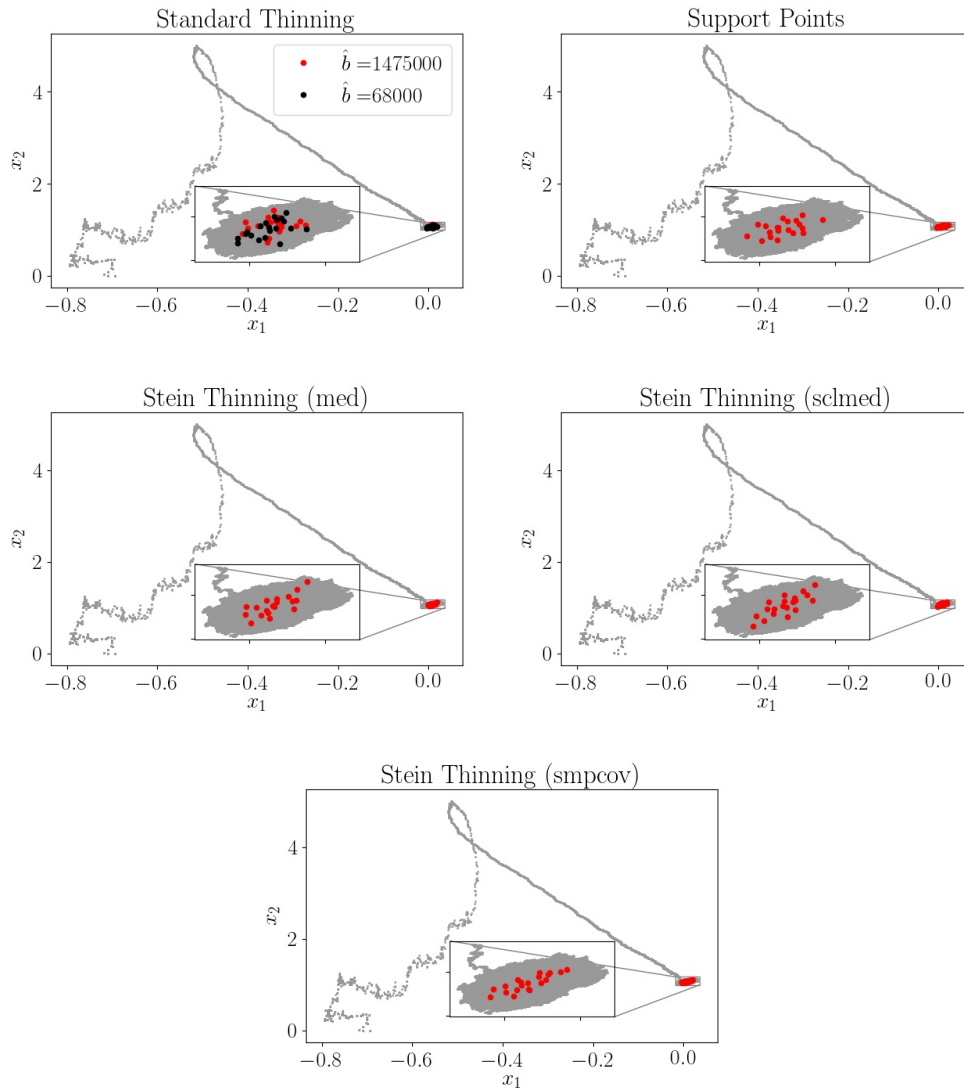 Standard Thinning
b̂ =1475000
b̂ =68000
4
2
0
x₂
−0.8 −0.6 −0.4 −0.2 0.0
x₁
Support Points
4
2
0
x₂
−0.8 −0.6 −0.4 −0.2 0.0
x₁
Stein Thinning (med)
4
2
0
x₂
−0.8 −0.6 −0.4 −0.2 0.0
x₁
Stein Thinning (sclmed)
4
2
0
x₂
−0.8 −0.6 −0.4 −0.2 0.0
x₁
Stein Thinning (smpcov)
4
2
0
x₂
−0.8 −0.6 −0.4 −0.2 0.0
x₁